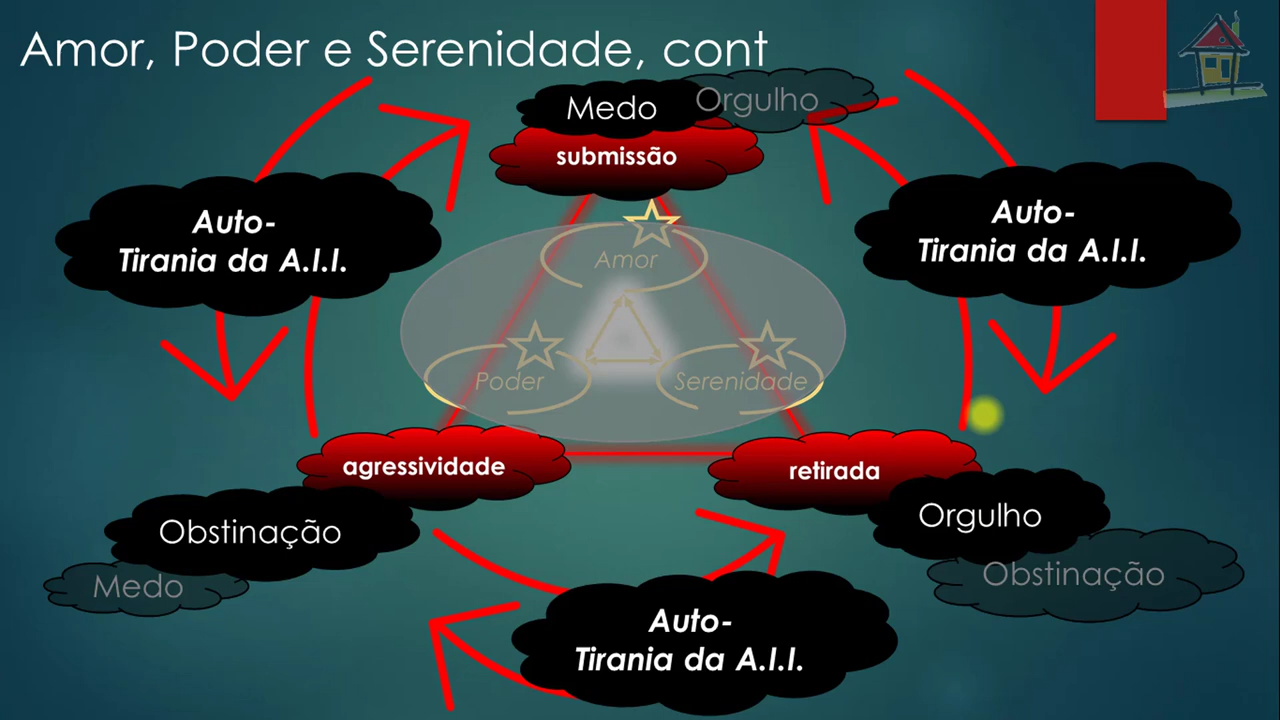 Amor, Poder e Serenidade, cont
Medo
Orgulho
submissão
Auto-
Tirania da A.I.I.
Auto-
Tirania da A.I.I.
Amor
Poder
Serenidade
agressividade
retirada
Obstinação
Orgulho
Medo
Obstinação
Auto-
Tirania da A.I.I.